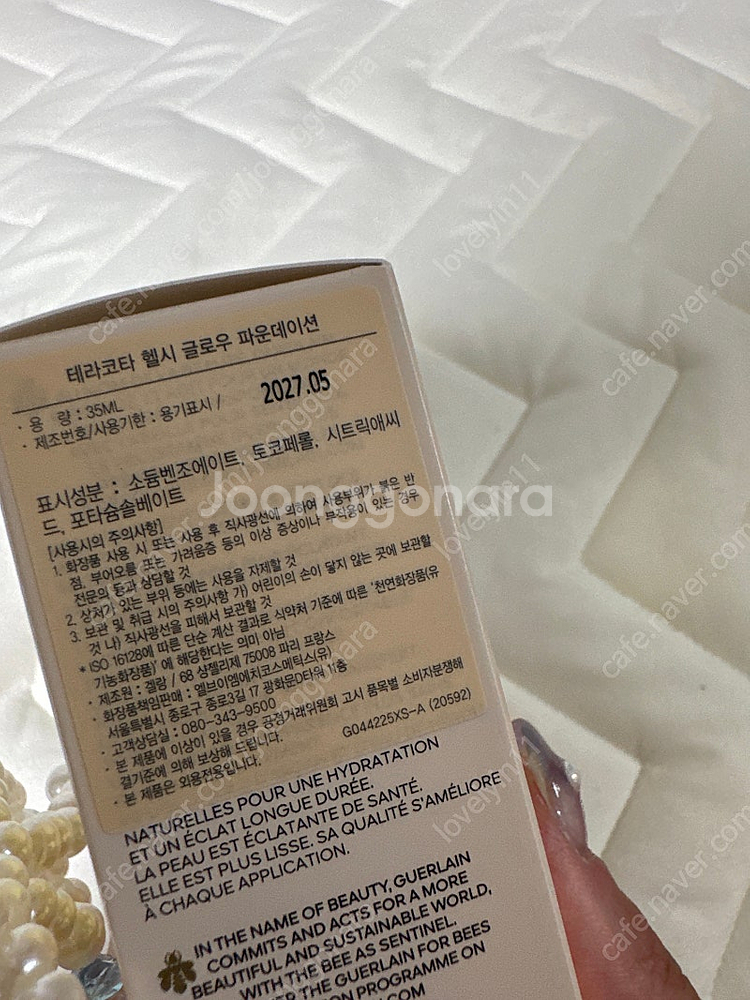 테라코타 헬시 글로우 파운데이션
· 용 량 : 35ML
· 제조번호/사용기한 : 용기표시 / 2027.05
표시성분 : 소듐벤조에이트, 토코페롤, 시트릭애씨
드, 포타슘솔베이트
[사용시의 주의사항]
1. 화장품 사용 시 또는 사용 후 직사광선에 의하여 사용부위가 붉은 반
점, 부어오름 또는 가려움증 등의 이상 증상이나 부작용이 있는 경우
전문의 등과 상담할 것
2. 상처가 있는 부위 등에는 사용을 자제할 것
3. 보관 및 취급 시의 주의사항 가) 어린이의 손이 닿지 않는 곳에 보관할
것 나) 직사광선을 피해서 보관할 것
* ISO 16128에 따른 단순 계산 결과로 식약처 기준에 따른 '천연화장품(유
기농화장품)' 에 해당한다는 의미 아님
· 제조원 : 겔랑 / 68 샹젤리제 75008 파리 프랑스
· 화장품책임판매 : 엘브이엠에이치코스메틱스(유)
서울특별시 종로구 종로3길 17 광화문D타워 11층
· 고객상담실 : 080-343-9500
· 본 제품에 이상이 있을 경우 공정거래위원회 고시 품목별 소비자분쟁해
결기준에 의해 보상해 드립니다.
· 본 제품은 외용전용입니다.
G044225XS-A (20592)
NATURELLES POUR UNE HYDRATATION
ET UN ÉCLAT LONGUE DURÉE.
LA PEAU EST ÉCLATANTE DE SANTÉ.
ELLE EST PLUS LISSE. SA QUALITÉ S'AMÉLIORE
À CHAQUE APPLICATION.
IN THE NAME OF BEAUTY, GUERLAIN
COMMITS AND ACTS FOR A MORE
BEAUTIFUL AND SUSTAINABLE WORLD,
WITH THE BEE AS SENTINEL.
THE GUERLAIN FOR BEES
PROGRAMME ON
.COM
Joonggonara
cafe.naver.com/joonggonara
lovelyin11